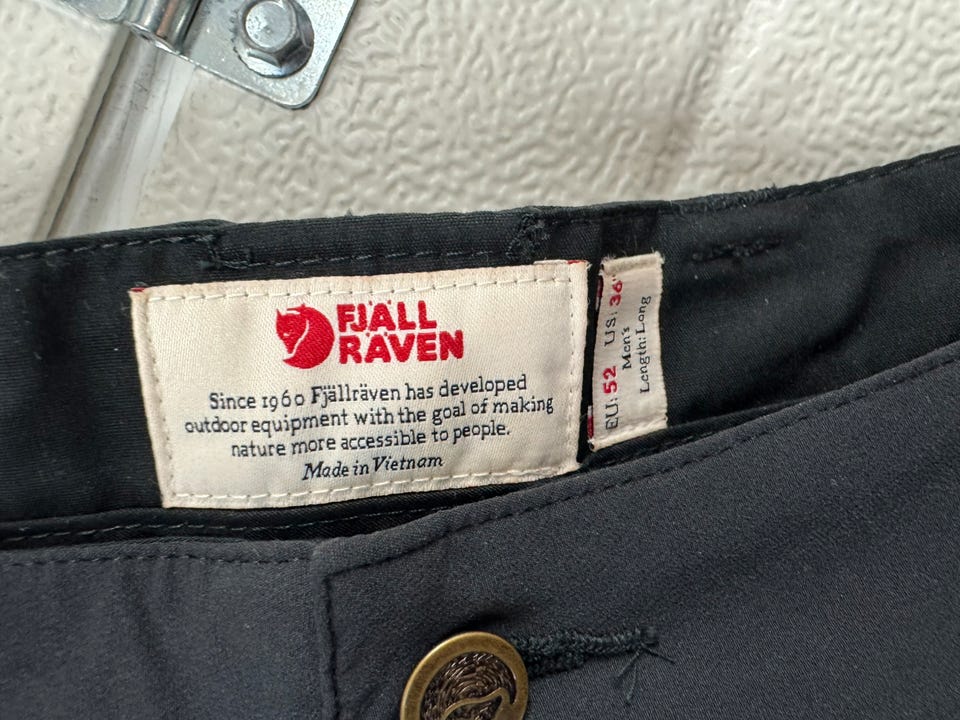 FJÄLL
RÄVEN
Since 1960 Fjällräven has developed
outdoor equipment with the goal of making
nature more accessible to people.
Made in Vietnam
EU: 52 US: 36"
Men's
Length: Long